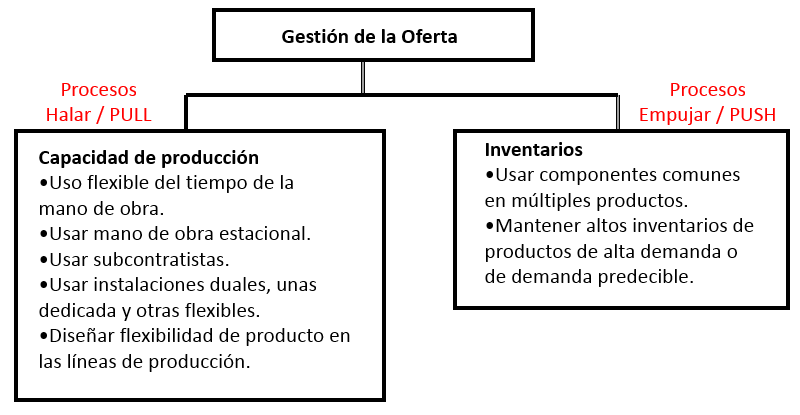 Gestión de la Oferta
Procesos
Halar / PULL
Procesos
Empujar / PUSH
Capacidad de producción
•Uso flexible del tiempo de la
mano de obra.
•Usar mano de obra estacional.
•Usar subcontratistas.
•Usar instalaciones duales, unas
dedicada y otras flexibles.
•Diseñar flexibilidad de producto en
las líneas de producción.
Inventarios
•Usar componentes comunes
en múltiples productos.
•Mantener altos inventarios de
productos de alta demanda o
de demanda predecible.